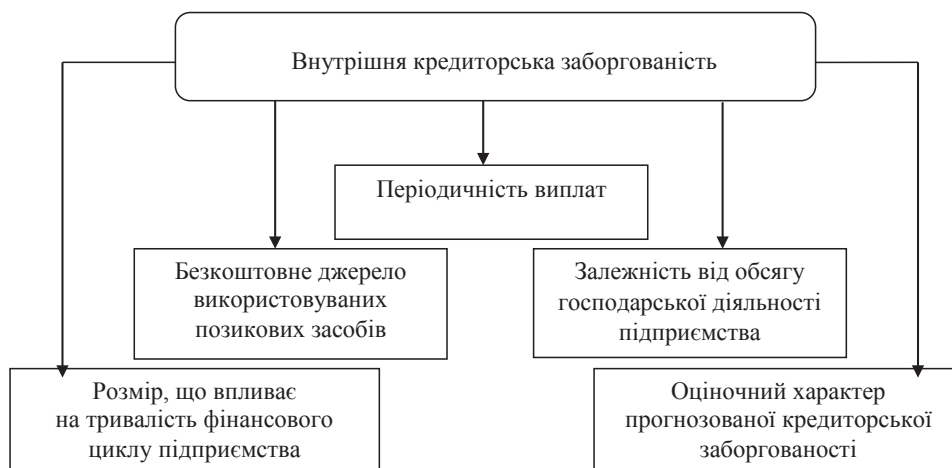 Внутрішня кредиторська заборгованість
Періодичність виплат
Безкоштовне джерело
використовуваних
позикових засобів
Залежність від обсягу
господарської діяльності
підприємства
Розмір, що впливає
на тривалість фінансового
циклу підприємства
Оціночний характер
прогнозованої кредиторської
заборгованості